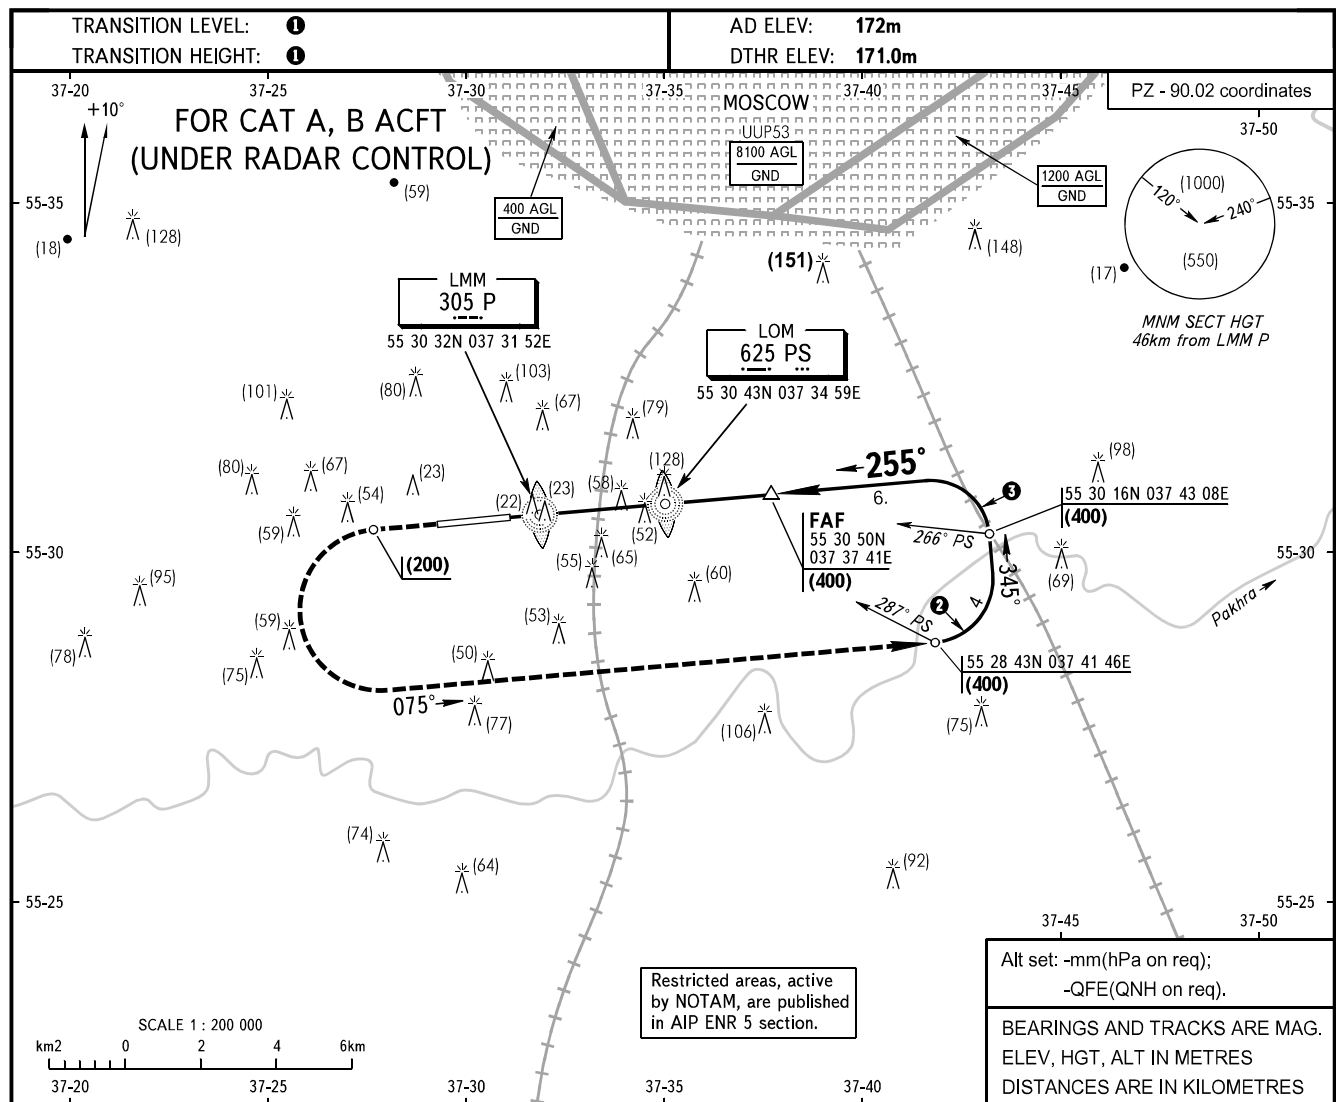 TRANSITION LEVEL: ❶
TRANSITION HEIGHT: ❶
AD ELEV: 172m
DTHR ELEV: 171.0m
37-20
37-25
37-30
37-35
37-40
37-45
PZ - 90.02 coordinates
37-50
+10°
FOR CAT A, B ACFT
(UNDER RADAR CONTROL)
MOSCOW
UUP53
8100 AGL
GND
400 AGL
GND
1200 AGL
GND
(1000)
120°
240°
(550)
MNM SECT HGT
46km from LMM P
55-35
55-35
(59)
(18)
(128)
(151)
(148)
(17)
LMM
305 P
55 30 32N 037 31 52E
LOM
625 PS
55 30 43N 037 34 59E
(101)
(80)
(103)
(67)
(79)
(80)
(67)
(23)
(54)
(59)
(22)
(23)
(58)
(128)
(52)
255°
6.
(98)
❸
55 30 16N 037 43 08E
(400)
266° PS
FAF
55 30 50N
037 37 41E
(400)
55-30
55-30
(200)
(55)
(65)
(60)
(69)
345°
4
❷
287° PS
Pakhra
(95)
(59)
(53)
(78)
(75)
(50)
55 28 43N 037 41 46E
(400)
075°
(77)
(106)
(75)
(74)
(64)
(92)
55-25
55-25
37-45
37-50
Restricted areas, active
by NOTAM, are published
in AIP ENR 5 section.
Alt set: -mm(hPa on req);
-QFE(QNH on req).
BEARINGS AND TRACKS ARE MAG.
ELEV, HGT, ALT IN METRES
DISTANCES ARE IN KILOMETRES
SCALE 1 : 200 000
km2 0 2 4 6km
37-20
37-25
37-30
37-35
37-40